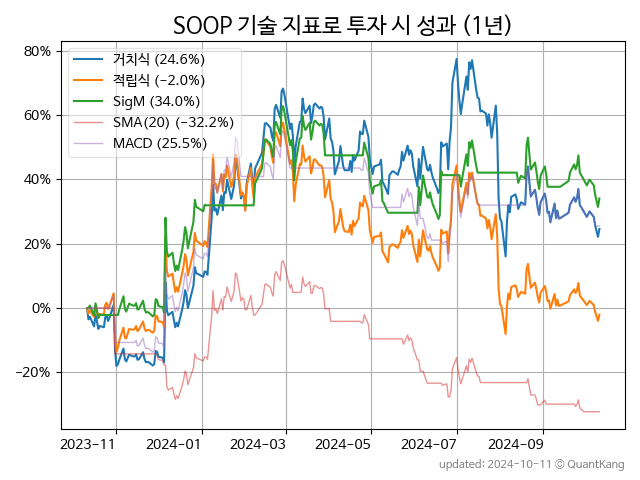 SOOP 기술 지표로 투자 시 성과 (1년)
80%
60%
40%
20%
0%
−20%
거치식 (24.6%)
적립식 (−2.0%)
SigM (34.0%)
SMA(20) (−32.2%)
MACD (25.5%)
2023−11 2024−01 2024−03 2024−05 2024−07 2024−09
updated: 2024-10-11 © QuantKang